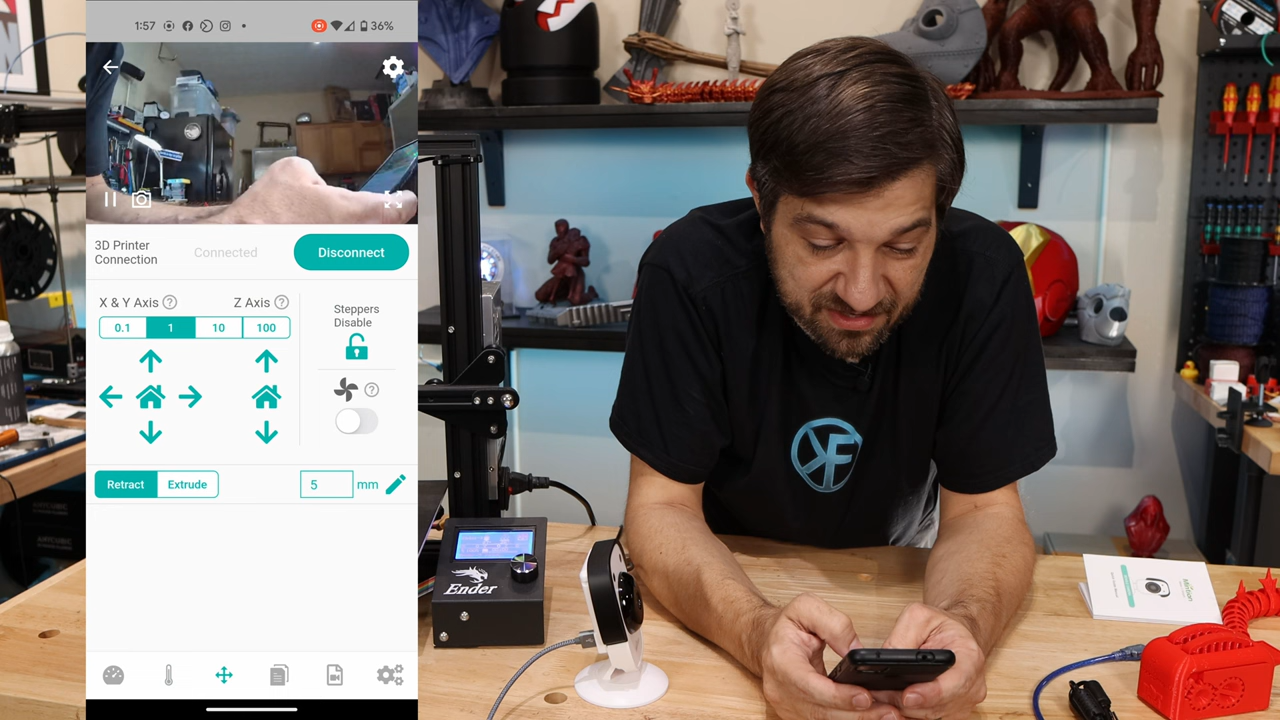 1:57
36%
3D Printer
Connection
Connected
Disconnect
X & Y Axis ?
Z Axis ?
0.1 1 10 100
Steppers
Disable
?
Retract Extrude
5 mm
Ender
KF